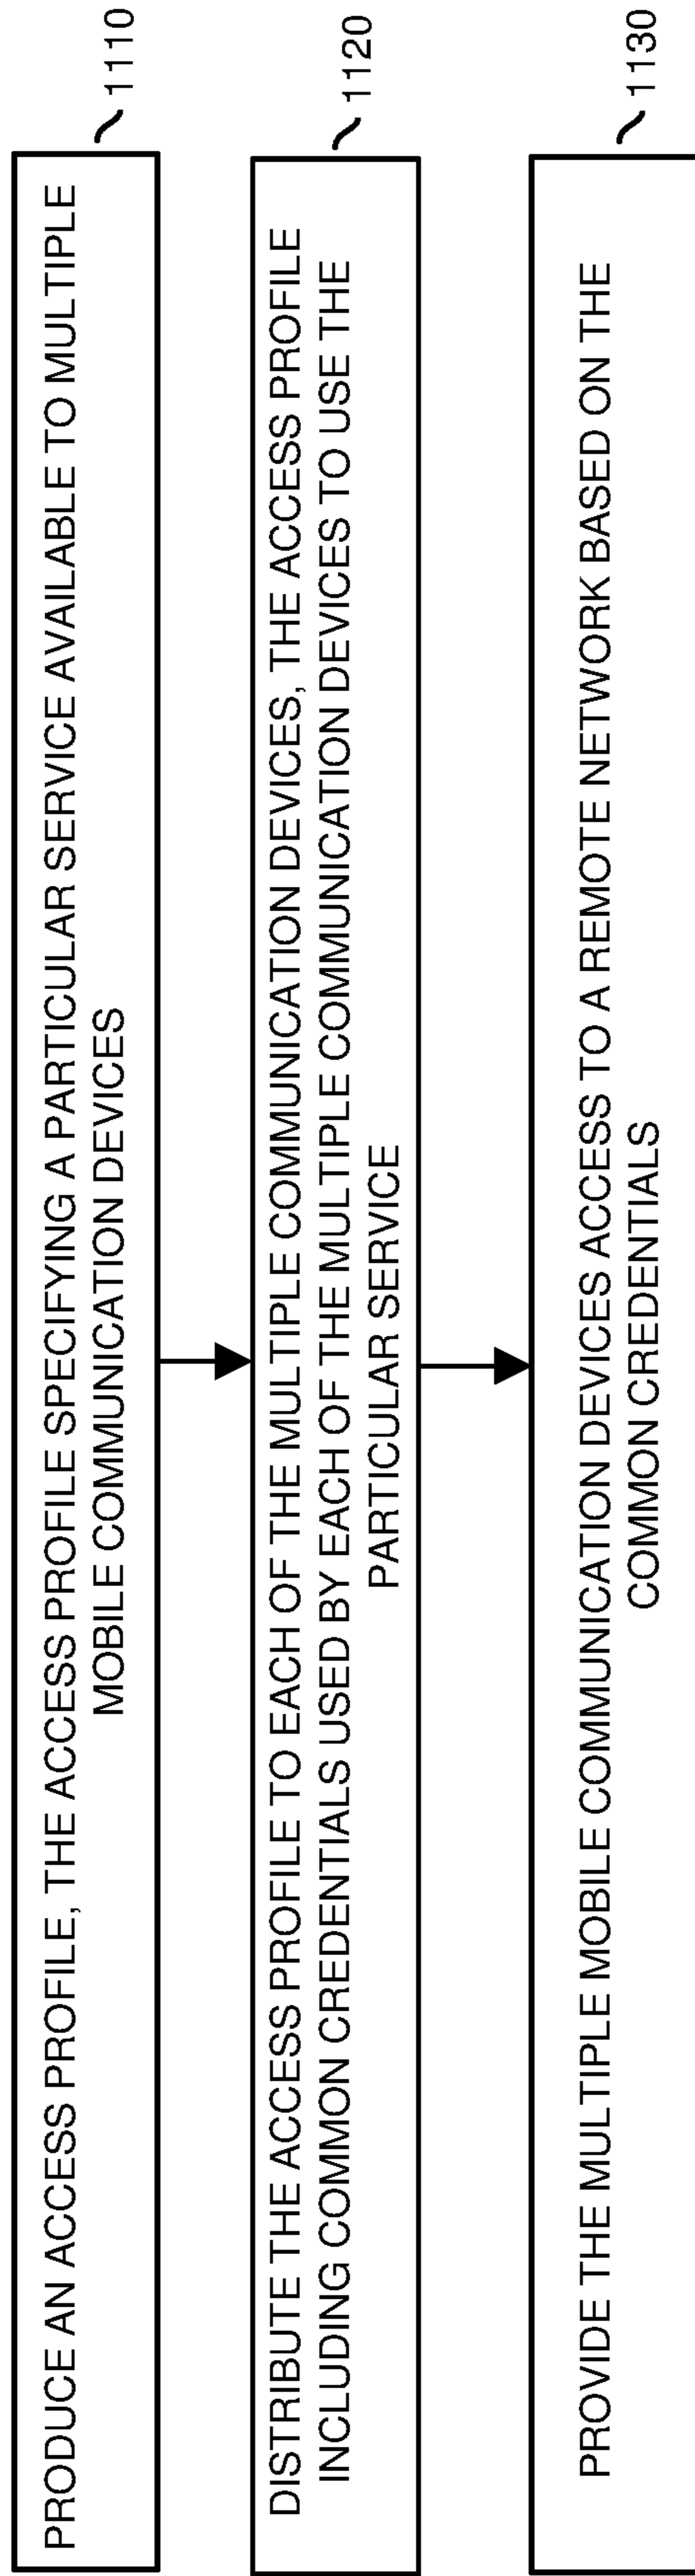 PRODUCE AN ACCESS PROFILE, THE ACCESS PROFILE SPECIFYING A PARTICULAR SERVICE AVAILABLE TO MULTIPLE
MOBILE COMMUNICATION DEVICES
1110
DISTRIBUTE THE ACCESS PROFILE TO EACH OF THE MULTIPLE COMMUNICATION DEVICES, THE ACCESS PROFILE
INCLUDING COMMON CREDENTIALS USED BY EACH OF THE MULTIPLE COMMUNICATION DEVICES TO USE THE
PARTICULAR SERVICE
1120
PROVIDE THE MULTIPLE MOBILE COMMUNICATION DEVICES ACCESS TO A REMOTE NETWORK BASED ON THE
COMMON CREDENTIALS
1130